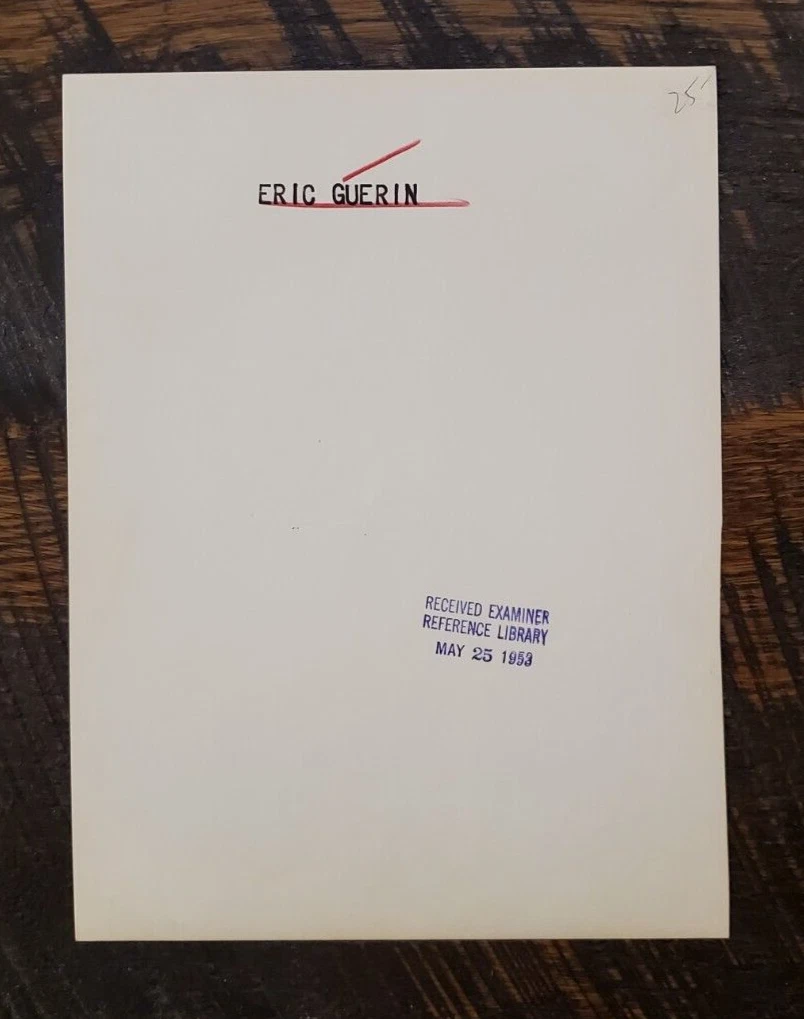 25
ERIC GUERIN
RECEIVED EXAMINER
REFERENCE LIBRARY
MAY 25 1953